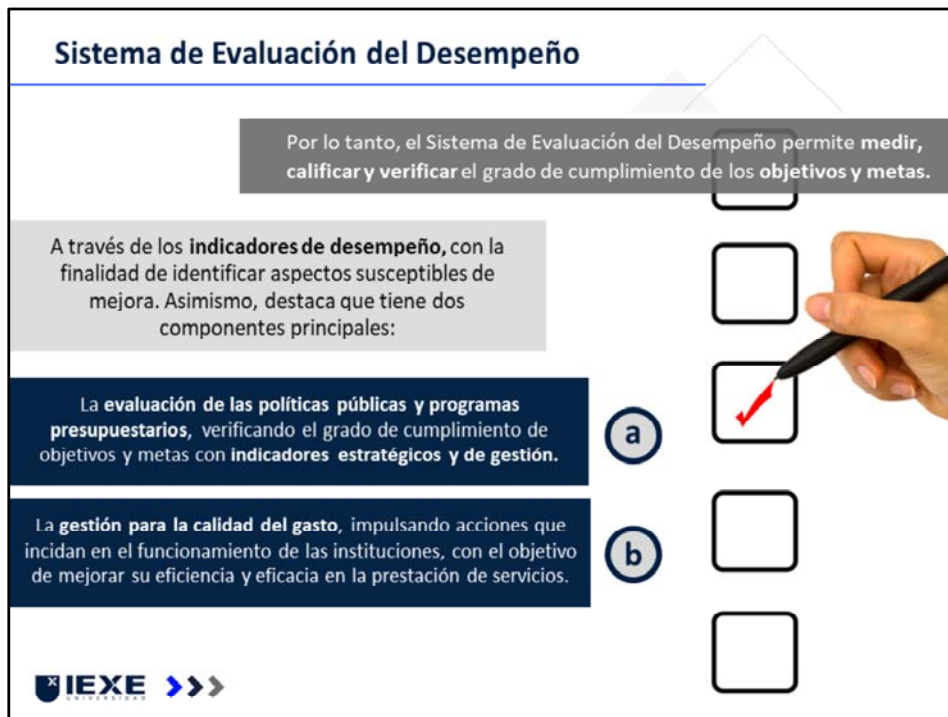 Sistema de Evaluación del Desempeño
Por lo tanto, el Sistema de Evaluación del Desempeño permite medir,
calificar y verificar el grado de cumplimiento de los objetivos y metas.
A través de los indicadores de desempeño, con la
finalidad de identificar aspectos susceptibles de
mejora. Asimismo, destaca que tiene dos
componentes principales:
La evaluación de las políticas públicas y programas
presupuestarios, verificando el grado de cumplimiento de
objetivos y metas con indicadores estratégicos y de gestión.
a
La gestión para la calidad del gasto, impulsando acciones que
incidan en el funcionamiento de las instituciones, con el objetivo
de mejorar su eficiencia y eficacia en la prestación de servicios.
b
IEXE
UNIVERSIDAD